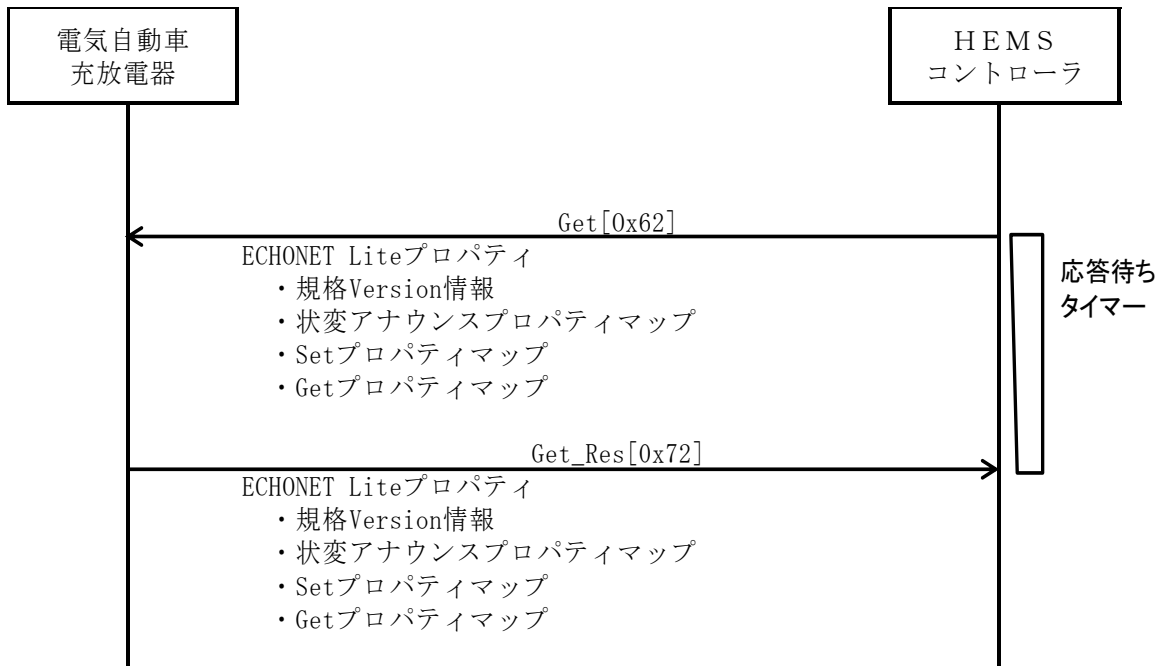 電気自動車
充放電器
ＨＥＭＳ
コントローラ
Get[0x62]
ECHONET Liteプロパティ
・規格Version情報
・状変アナウンスプロパティマップ
・Setプロパティマップ
・Getプロパティマップ
応答待ち
タイマー
Get_Res[0x72]
ECHONET Liteプロパティ
・規格Version情報
・状変アナウンスプロパティマップ
・Setプロパティマップ
・Getプロパティマップ